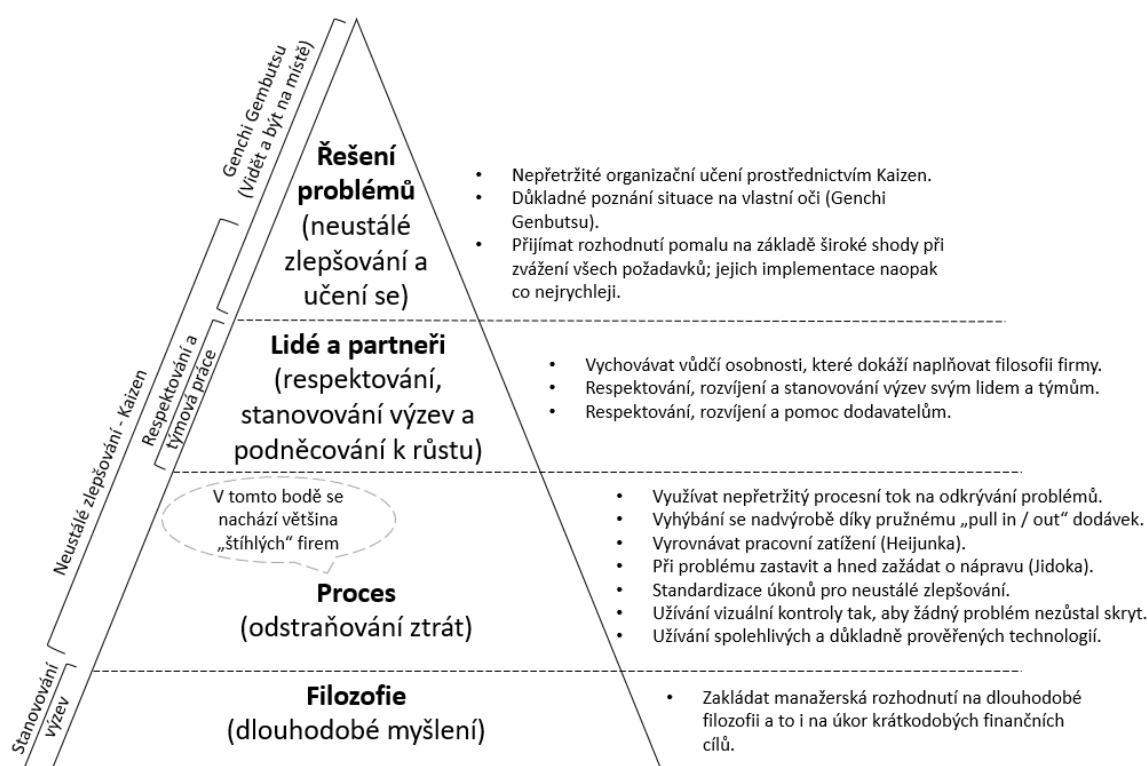 Genchi Gembutsu
(Vidět a být na místě)
Řešení
problémů
(neustálé
zlepšování a
učení se)
• Nepřetržité organizační učení prostřednictvím Kaizen.
• Důkladné poznání situace na vlastní oči (Genchi
Genbutsu).
• Přijímat rozhodnutí pomalu na základě široké shody při
zvážení všech požadavků; jejich implementace naopak
co nejrychleji.
Neustálé zlepšování - Kaizen
Respektování a
týmová práce
Lidé a partneři
(respektování,
stanovování výzev a
podněcování k růstu)
• Vychovávat vůdčí osobnosti, které dokáží naplňovat filosofii firmy.
• Respektování, rozvíjení a stanovování výzev svým lidem a týmům.
• Respektování, rozvíjení a pomoc dodavatelům.
V tomto bodě se
nachází většina
„štíhlých“ firem
Proces
(odstraňování ztrát)
• Využívat nepřetržitý procesní tok na odkrývání problémů.
• Vyhýbání se nadvýrobě díky pružnému „pull in / out“ dodávek.
• Vyrovnávat pracovní zatížení (Heijunka).
• Při problému zastavit a hned zažádat o nápravu (Jidoka).
• Standardizace úkonů pro neustálé zlepšování.
• Užívání vizuální kontroly tak, aby žádný problém nezůstal skryt.
• Užívání spolehlivých a důkladně prověřených technologií.
Stanovování
výzev
Filozofie
(dlouhodobé myšlení)
• Zakládat manažerská rozhodnutí na dlouhodobé
filozofii a to i na úkor krátkodobých finančních
cílů.